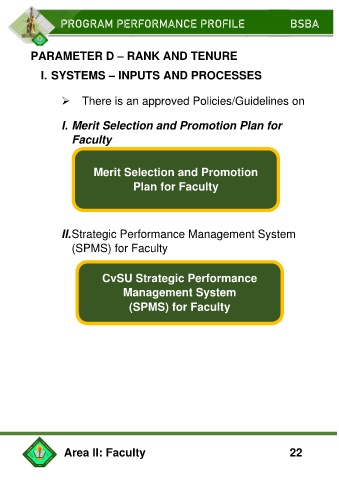 PROGRAM PERFORMANCE PROFILE BSBA
PARAMETER D – RANK AND TENURE
I. SYSTEMS – INPUTS AND PROCESSES
➢ There is an approved Policies/Guidelines on
I. Merit Selection and Promotion Plan for
Faculty
Merit Selection and Promotion
Plan for Faculty
II.Strategic Performance Management System
(SPMS) for Faculty
CvSU Strategic Performance
Management System
(SPMS) for Faculty
Area II: Faculty 22